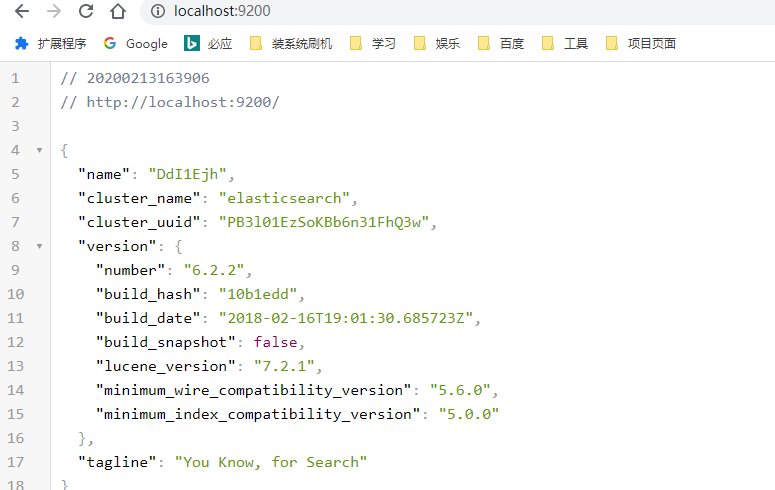 localhost:9200
扩展程序 Google 必应 装系统刷机 学习 娱乐 百度 工具 项目页面
1 // 20200213163906
2 // http://localhost:9200/
3
4 {
5 "name": "DdI1Ejh",
6 "cluster_name": "elasticsearch",
7 "cluster_uuid": "PB3l01EzSoKBb6n31FhQ3w",
8 "version": {
9 "number": "6.2.2",
10 "build_hash": "10b1edd",
11 "build_date": "2018-02-16T19:01:30.685723Z",
12 "build_snapshot": false,
13 "lucene_version": "7.2.1",
14 "minimum_wire_compatibility_version": "5.6.0",
15 "minimum_index_compatibility_version": "5.0.0"
16 },
17 "tagline": "You Know, for Search"
18 }